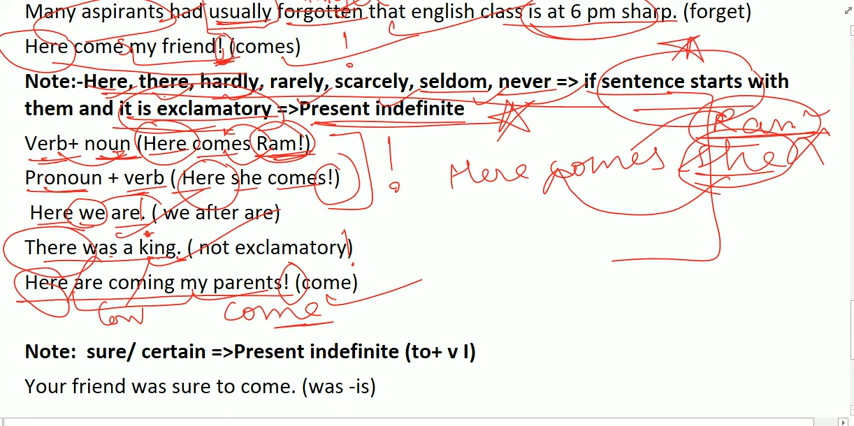 Many aspirants had usually forgotten that english class is at 6 pm sharp. (forget)
Here come my friend! (comes)
Note:-Here, there, hardly, rarely, scarcely, seldom, never => if sentence starts with
them and it is exclamatory =>Present indefinite
Verb+ noun (Here comes Ram!)
Ram
Pronoun + verb ( Here she comes!)
!
Here comes she X
Here we are. ( we after are)
There was a king. ( not exclamatory)
Here are coming my parents! (come)
come
Note:  sure/ certain =>Present indefinite (to+ v I)
Your friend was sure to come. (was -is)